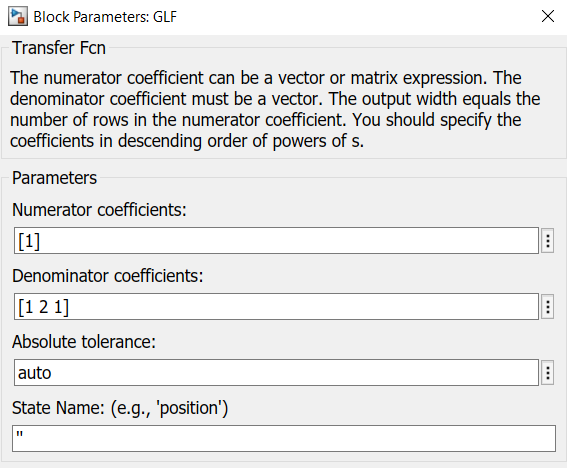 Block Parameters: GLF
Transfer Fcn
The numerator coefficient can be a vector or matrix expression. The
denominator coefficient must be a vector. The output width equals the
number of rows in the numerator coefficient. You should specify the
coefficients in descending order of powers of s.
Parameters
Numerator coefficients:
[1]
Denominator coefficients:
[1 2 1]
Absolute tolerance:
auto
State Name: (e.g., 'position')
''